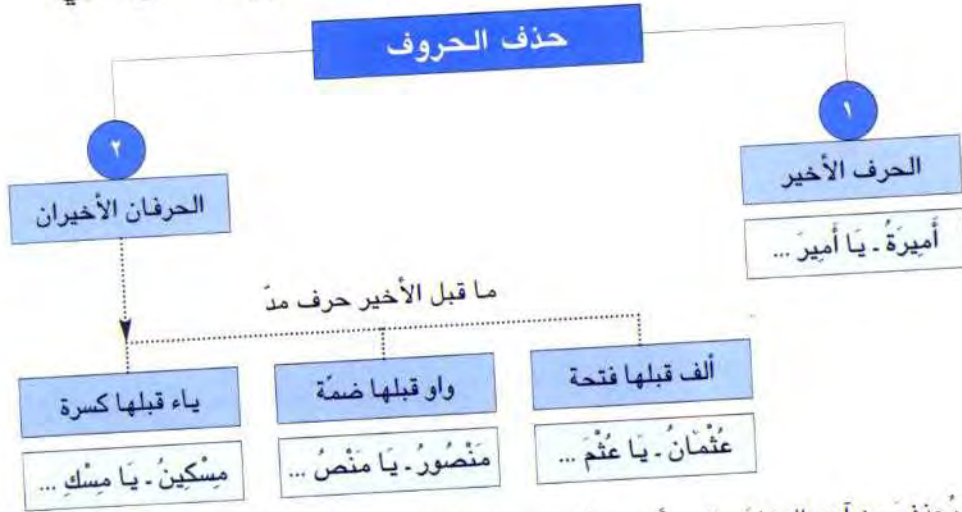 حذف الحروف
١
الحرف الأخير
أَمِيرَةُ ـ يَا أَمِيرَ ...
٢
الحرفان الأخيران
ما قبل الأخير حرف مدّ
ألف قبلها فتحة
عُثْمَانُ ـ يَا عُثْمَ ...
واو قبلها ضمّة
مَنْصُورُ ـ يَا مَنْصُ ...
ياء قبلها كسرة
مِسْكِينُ ـ يَا مِسْكِ ...